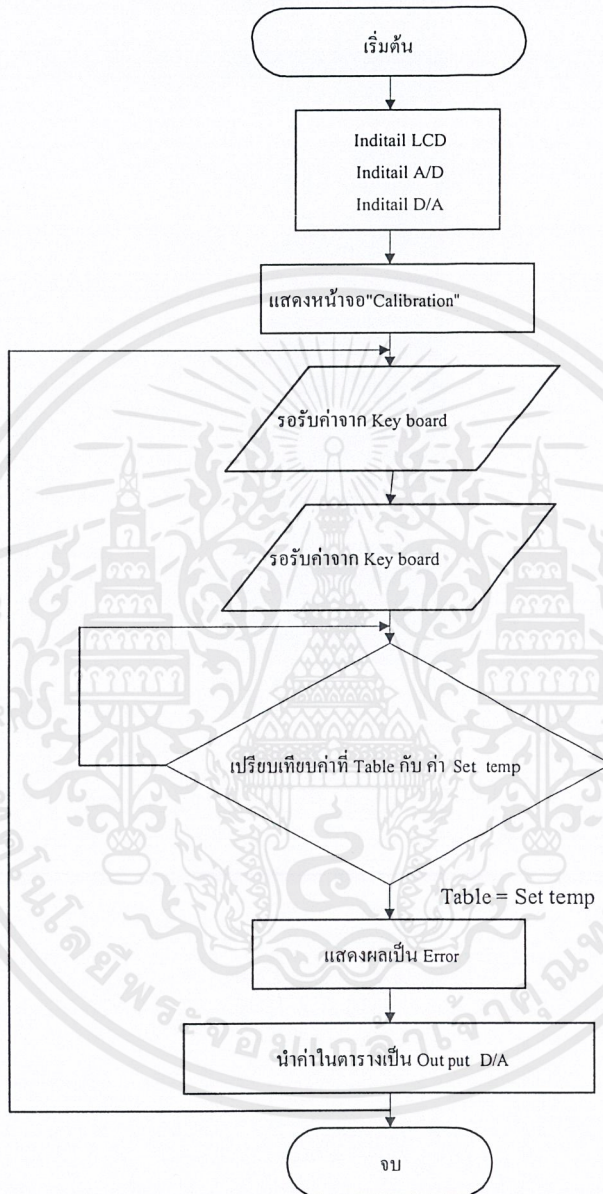 เริ่มต้น
Inditail LCD
Inditail A/D
Inditail D/A
แสดงหน้าจอ"Calibration"
รอรับค่าจาก Key board
รอรับค่าจาก Key board
เปรียบเทียบค่าที่ Table กับ ค่า Set temp
Table = Set temp
แสดงผลเป็น Error
นำค่าในตารางเป็น Out put D/A
จบ